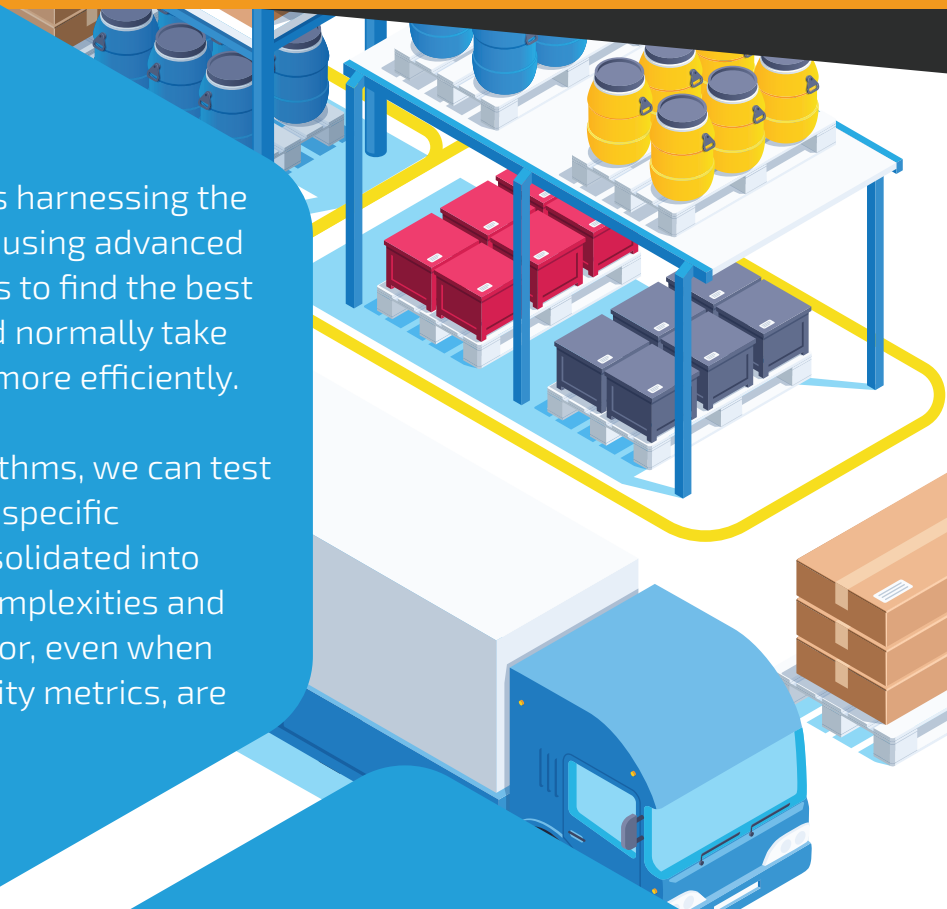 s harnessing the
using advanced
s to find the best
d normally take
more efficiently.
ithms, we can test
specific
solidated into
mplexities and
or, even when
ity metrics, are